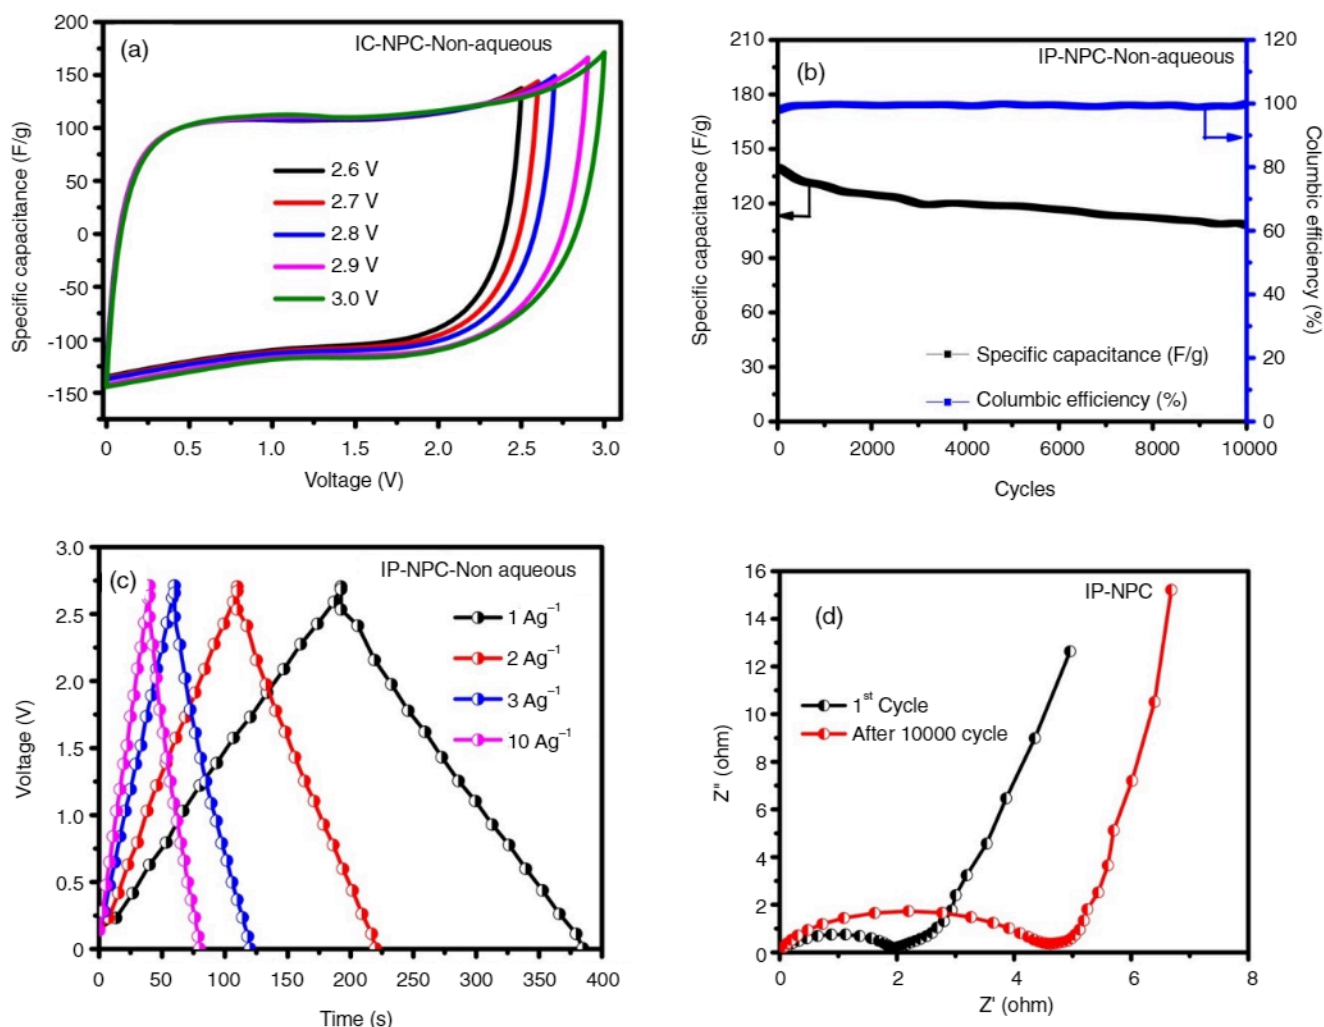 (a)
IC-NPC-Non-aqueous
200
150
100
50
0
-50
-100
-150
Specific capacitance (F/g)
2.6 V
2.7 V
2.8 V
2.9 V
3.0 V
0
0.5
1.0
1.5
2.0
2.5
3.0
Voltage (V)
(b)
IP-NPC-Non-aqueous
210
180
150
120
90
60
30
0
Specific capacitance (F/g)
120
100
80
60
40
20
0
Columbic efficiency (%)
Specific capacitance (F/g)
Columbic efficiency (%)
0
2000
4000
6000
8000
10000
Cycles
(c)
IP-NPC-Non aqueous
3.0
2.5
2.0
1.5
1.0
0.5
0
Voltage (V)
1 Ag⁻¹
2 Ag⁻¹
3 Ag⁻¹
10 Ag⁻¹
0
50
100
150
200
250
300
350
400
Time (s)
(d)
IP-NPC
16
14
12
10
8
6
4
2
0
Z" (ohm)
1st Cycle
After 10000 cycle
0
2
4
6
8
Z' (ohm)